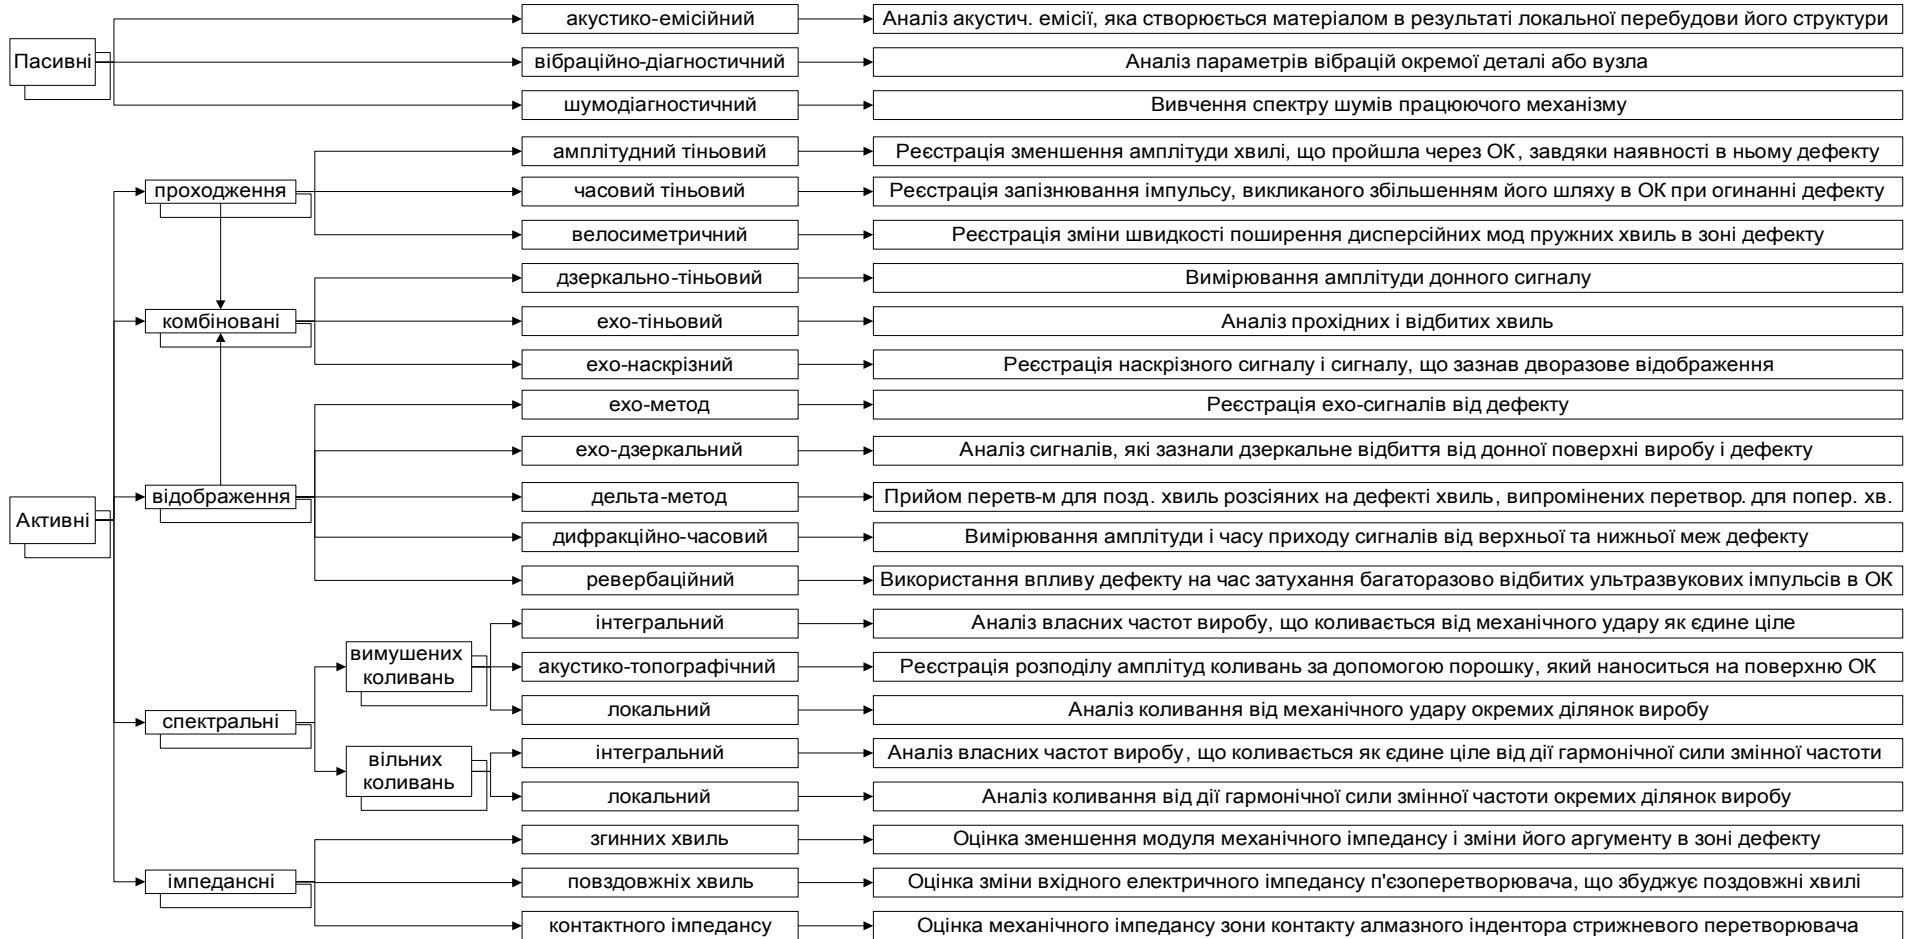 Пасивні
акустико-емісійний
Аналіз акустич. емісії, яка створюється матеріалом в результаті локальної перебудови його структури
вібраційно-діагностичний
Аналіз параметрів вібрацій окремої деталі або вузла
шумодіагностичний
Вивчення спектру шумів працюючого механізму
Активні
проходження
амплітудний тіньовий
Реєстрація зменшення амплітуди хвилі, що пройшла через ОК, завдяки наявності в ньому дефекту
часовий тіньовий
Реєстрація запізнювання імпульсу, викликаного збільшенням його шляху в ОК при огинанні дефекту
велосиметричний
Реєстрація зміни швидкості поширення дисперсійних мод пружних хвиль в зоні дефекту
комбіновані
дзеркально-тіньовий
Вимірювання амплітуди донного сигналу
ехо-тіньовий
Аналіз прохідних і відбитих хвиль
ехо-наскрізний
Реєстрація наскрізного сигналу і сигналу, що зазнав дворазове відображення
відображення
ехо-метод
Реєстрація ехо-сигналів від дефекту
ехо-дзеркальний
Аналіз сигналів, які зазнали дзеркальне відбиття від донної поверхні виробу і дефекту
дельта-метод
Прийом перетв-м для позд. хвиль розсіяних на дефекті хвиль, випромінених перетвор. для попер. хв.
дифракційно-часовий
Вимірювання амплітуди і часу приходу сигналів від верхньої та нижньої меж дефекту
ревербаційний
Використання впливу дефекту на час затухання багаторазово відбитих ультразвукових імпульсів в ОК
спектральні
вимушених
коливань
інтегральний
Аналіз власних частот виробу, що коливається від механічного удару як єдине ціле
акустико-топографічний
Реєстрація розподілу амплітуд коливань за допомогою порошку, який наноситься на поверхню ОК
локальний
Аналіз коливання від механічного удару окремих ділянок виробу
вільних
коливань
інтегральний
Аналіз власних частот виробу, що коливається як єдине ціле від дії гармонічної сили змінної частоти
локальний
Аналіз коливання від дії гармонічної сили змінної частоти окремих ділянок виробу
імпедансні
згинних хвиль
Оцінка зменшення модуля механічного імпедансу і зміни його аргументу в зоні дефекту
повздовжніх хвиль
Оцінка зміни вхідного електричного імпедансу п'єзоперетворювача, що збуджує поздовжні хвилі
контактного імпедансу
Оцінка механічного імпедансу зони контакту алмазного індентора стрижневого перетворювача